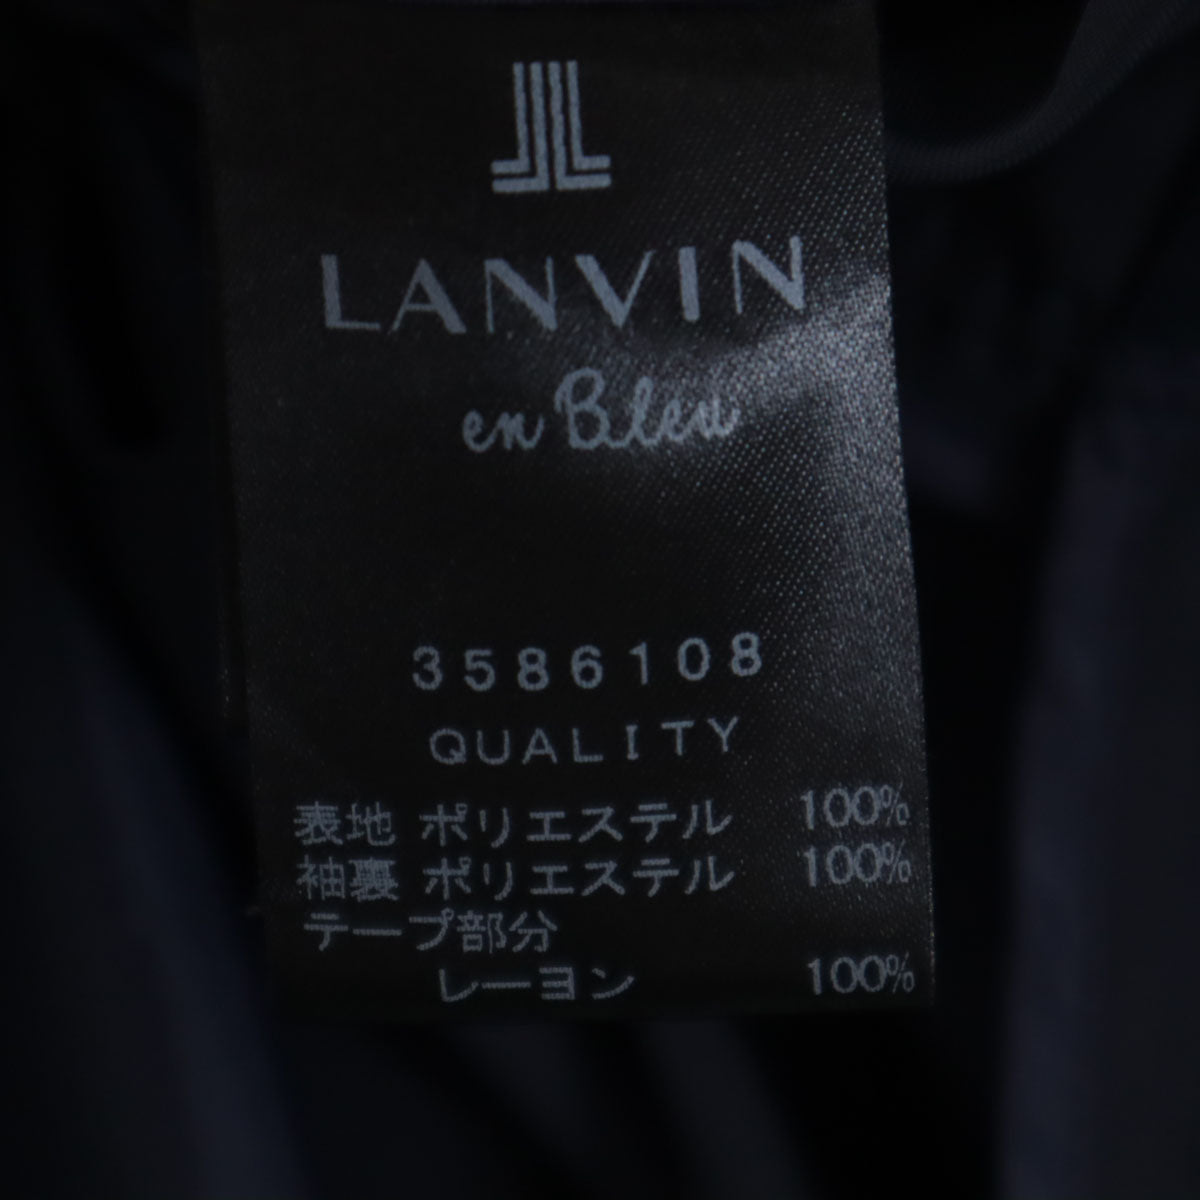 LANVIN
en Bleu
3586108
QUALITY
表地 ポリエステル 100%
袖裏 ポリエステル 100%
テープ部分
レーヨン 100%